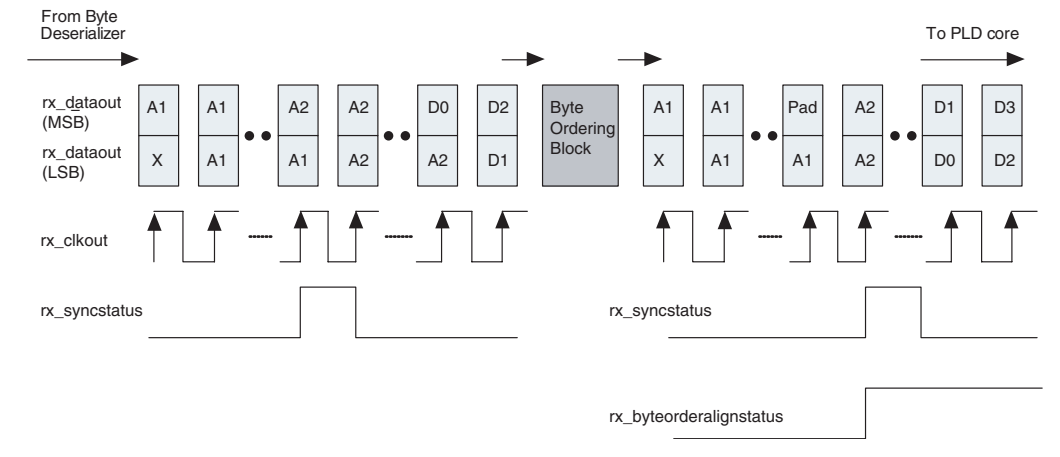 From Byte
Deserializer
To PLD core
rx_dataout
(MSB)
A1 A1 A2 A2 D0 D2
Byte
Ordering
Block
A1 A1 Pad A2 D1 D3
rx_dataout
(LSB)
X A1 A1 A2 A2 D1
X A1 A1 A2 D0 D2
rx_clkout
rx_syncstatus
rx_syncstatus
rx_byteorderalignstatus